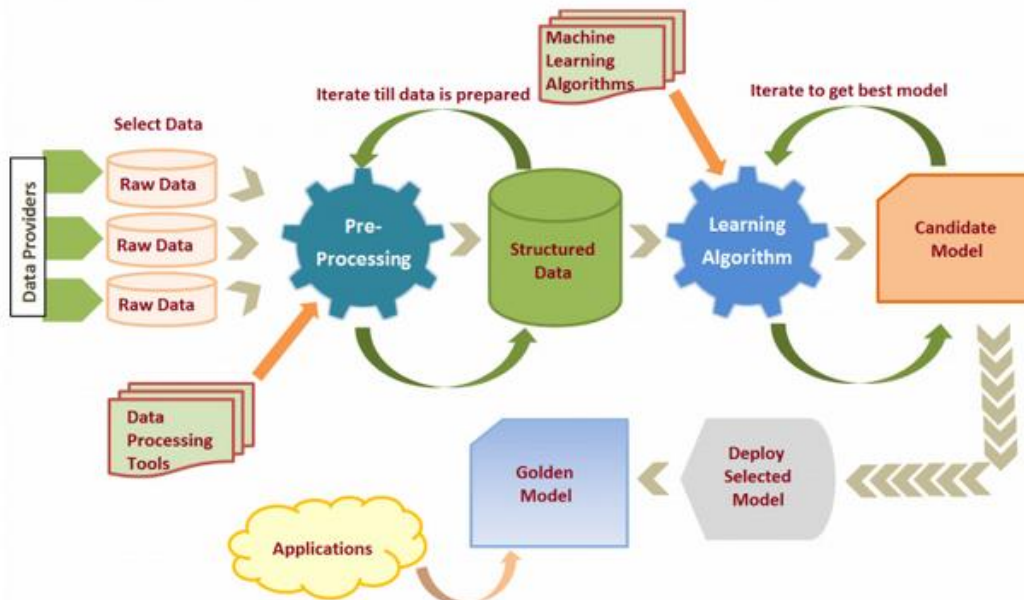 Machine
Learning
Algorithms
Iterate till data is prepared
Iterate to get best model
Select Data
Data Providers
Raw Data
Raw Data
Raw Data
Pre-
Processing
Structured
Data
Learning
Algorithm
Candidate
Model
Data
Processing
Tools
Golden
Model
Deploy
Selected
Model
Applications